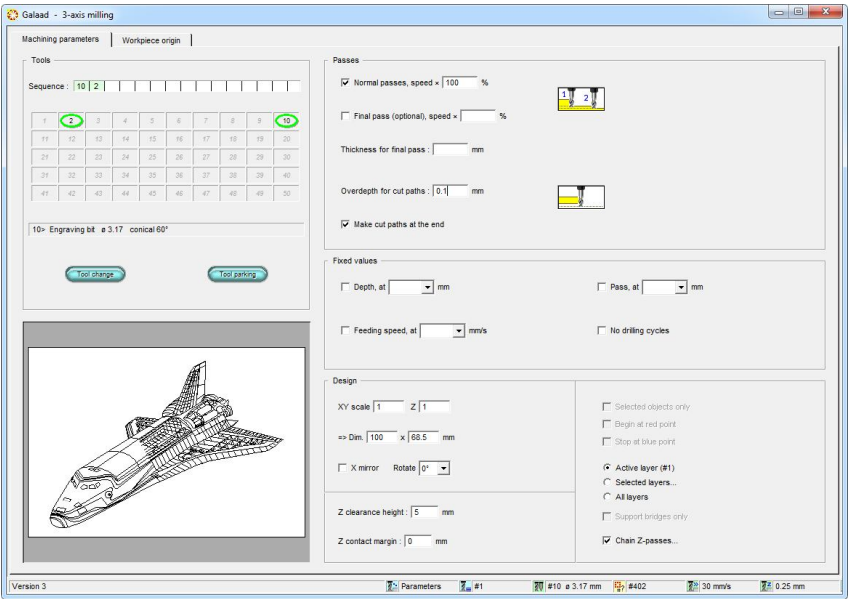 Galaad - 3-axis milling
Machining parameters Workpiece origin
Tools
Sequence : 10 2
1 2 3 4 5 6 7 8 9 10
11 12 13 14 15 16 17 18 19 20
21 22 23 24 25 26 27 28 29 30
31 32 33 34 35 36 37 38 39 40
41 42 43 44 45 46 47 48 49 50
10> Engraving bit ø 3.17 conical 60°
Tool change Tool parking
Passes
Normal passes, speed × 100 %
1 2
Final pass (optional), speed × %
Thickness for final pass : mm
Overdepth for cut paths : 0.1 mm
Make cut paths at the end
Fixed values
Depth, at mm Pass, at mm
Feeding speed, at mm/s No drilling cycles
Design
XY scale 1 Z 1
=> Dim. 100 x 68.5 mm
X mirror Rotate 0°
Z clearance height : 5 mm
Z contact margin : 0 mm
Selected objects only
Begin at red point
Stop at blue point
Active layer (#1)
Selected layers...
All layers
Support bridges only
Chain Z-passes...
Version 3 Parameters #1 #10 ø 3.17 mm #402 30 mm/s 0.25 mm